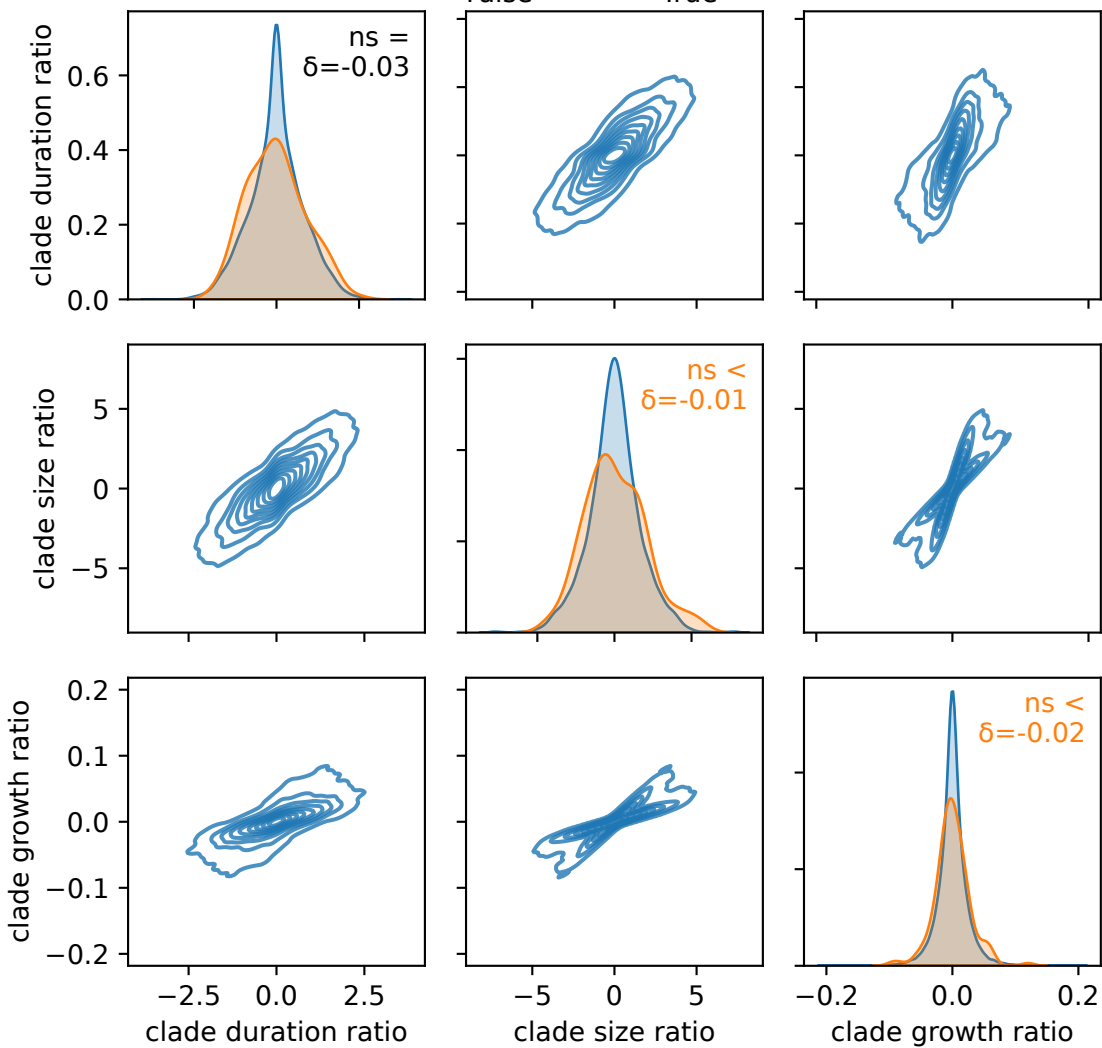 ns =
δ=-0.03
clade duration ratio
0.6
0.4
0.2
0.0
ns <
δ=-0.01
clade size ratio
5
0
−5
ns <
δ=-0.02
clade growth ratio
0.2
0.1
0.0
−0.1
−0.2
−2.5 0.0 2.5
−5 0 5
−0.2 0.0 0.2
clade duration ratio
clade size ratio
clade growth ratio